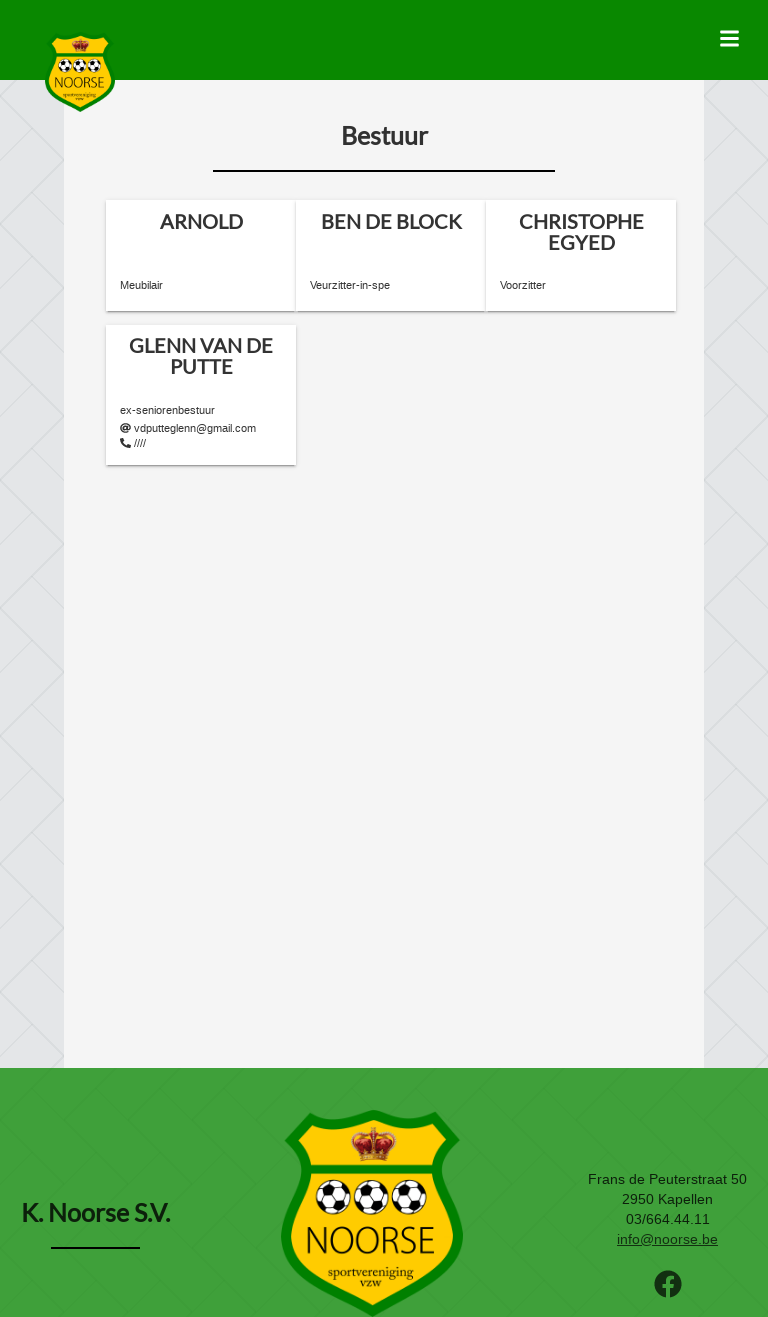 NOORSE
sportvereniging
vzw
Bestuur
ARNOLD
Meubilair
BEN DE BLOCK
Veurzitter-in-spe
CHRISTOPHE
EGYED
Voorzitter
GLENN VAN DE
PUTTE
ex-seniorenbestuur
vdputteglenn@gmail.com
////
K. Noorse S.V.
NOORSE
sportvereniging
vzw
Frans de Peuterstraat 50
2950 Kapellen
03/664.44.11
info@noorse.be